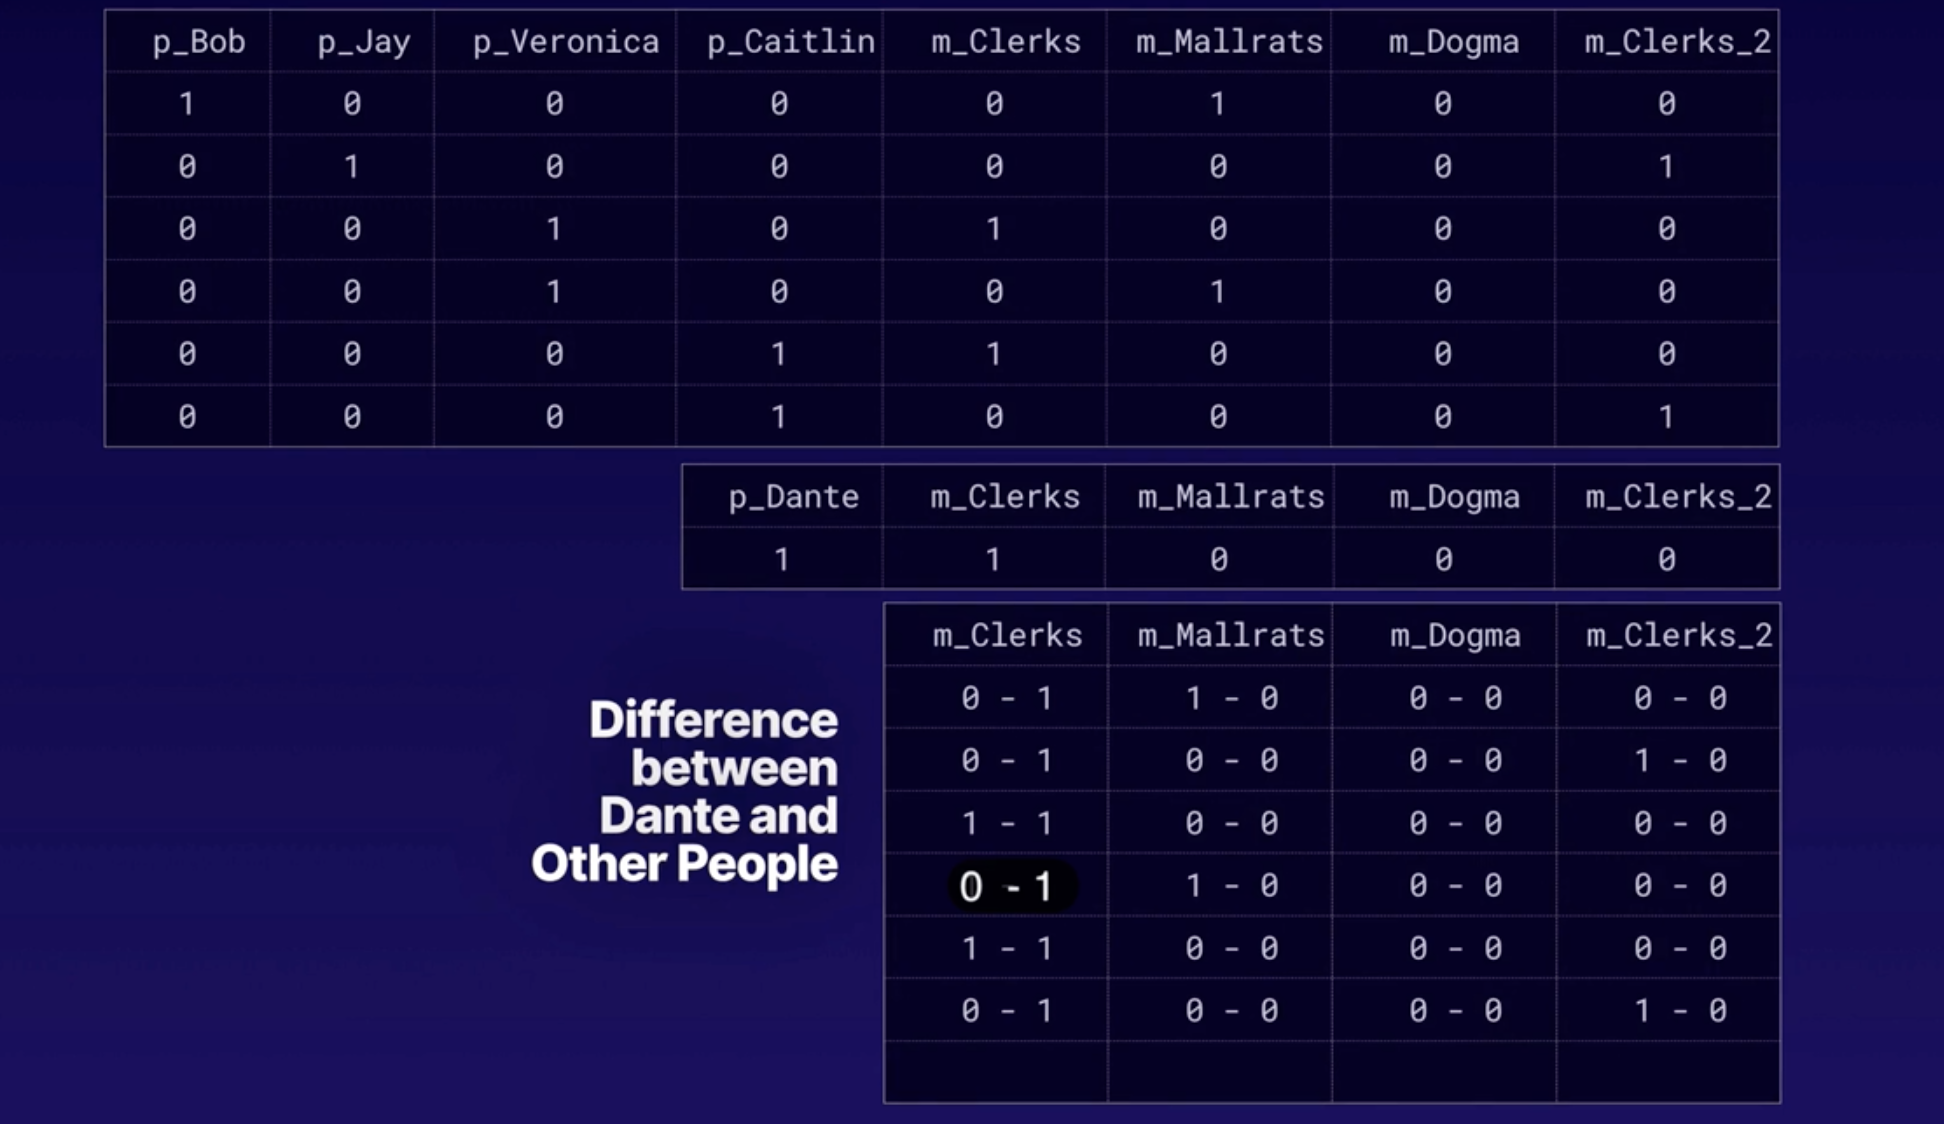 p_Bob p_Jay p_Veronica p_Caitlin m_Clerks m_Mallrats m_Dogma m_Clerks_2
1 0 0 0 0 1 0 0
0 1 0 0 0 0 0 1
0 0 1 0 1 0 0 0
0 0 1 0 0 1 0 0
0 0 0 1 1 0 0 0
0 0 0 1 0 0 0 1
p_Dante m_Clerks m_Mallrats m_Dogma m_Clerks_2
1 1 0 0 0
Difference
between
Dante and
Other People
m_Clerks m_Mallrats m_Dogma m_Clerks_2
0 - 1 1 - 0 0 - 0 0 - 0
0 - 1 0 - 0 0 - 0 1 - 0
1 - 1 0 - 0 0 - 0 0 - 0
0 - 1 1 - 0 0 - 0 0 - 0
1 - 1 0 - 0 0 - 0 0 - 0
0 - 1 0 - 0 0 - 0 1 - 0